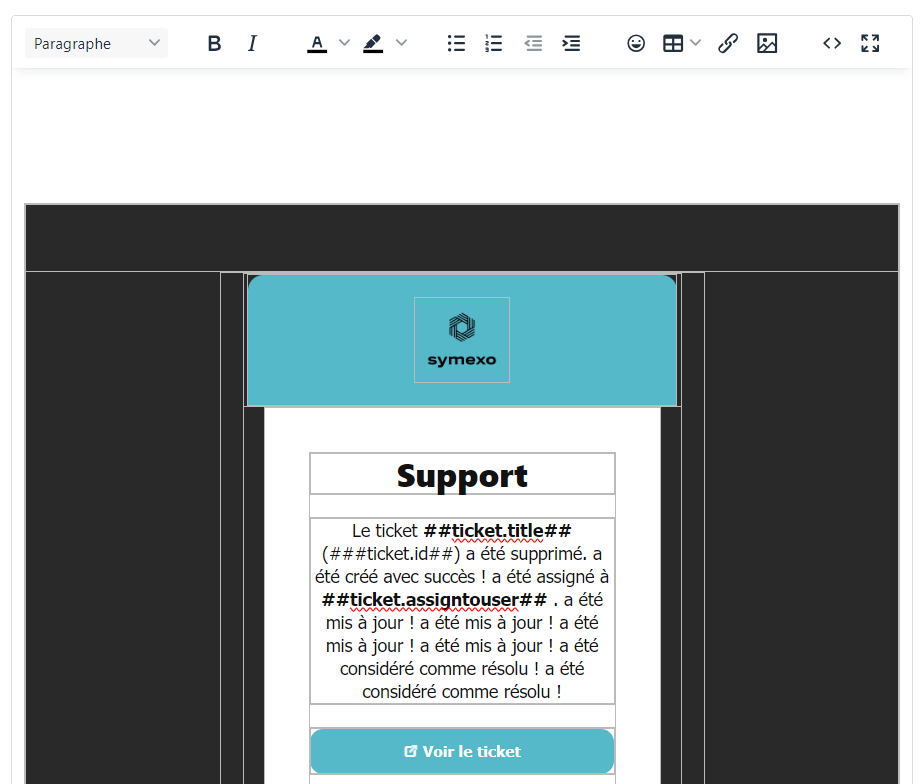 Paragraphe
symexo
Support
Le ticket ##ticket.title##
(###ticket.id##) a été supprimé. a
été créé avec succès ! a été assigné à
##ticket.assigntouser## . a été
mis à jour ! a été mis à jour ! a été
mis à jour ! a été mis à jour ! a été
considéré comme résolu ! a été
considéré comme résolu !
Voir le ticket